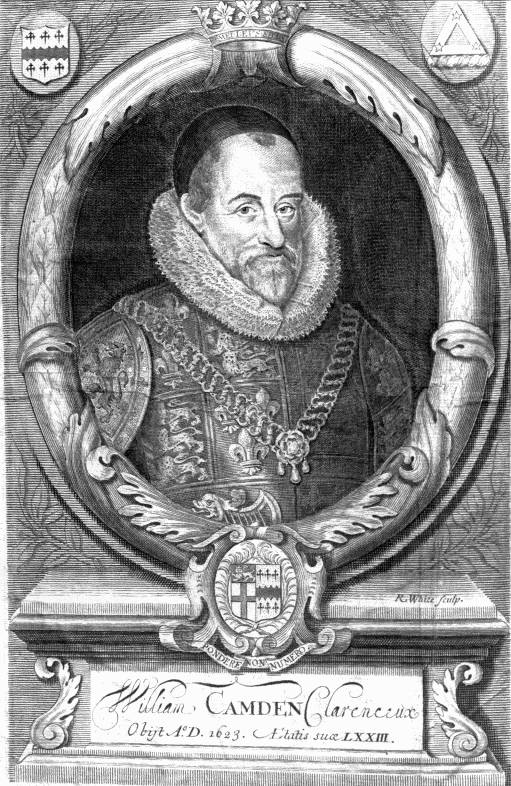 R. White sculp.
PONDERE NON NUMERO
William CAMDEN Clarenceux
Obijt Aº D. 1623. Ætatis suæ LXXIII.